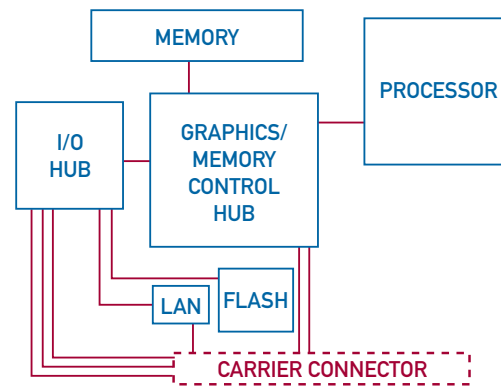 MEMORY
PROCESSOR
I/O
HUB
GRAPHICS/
MEMORY
CONTROL
HUB
LAN
FLASH
CARRIER CONNECTOR